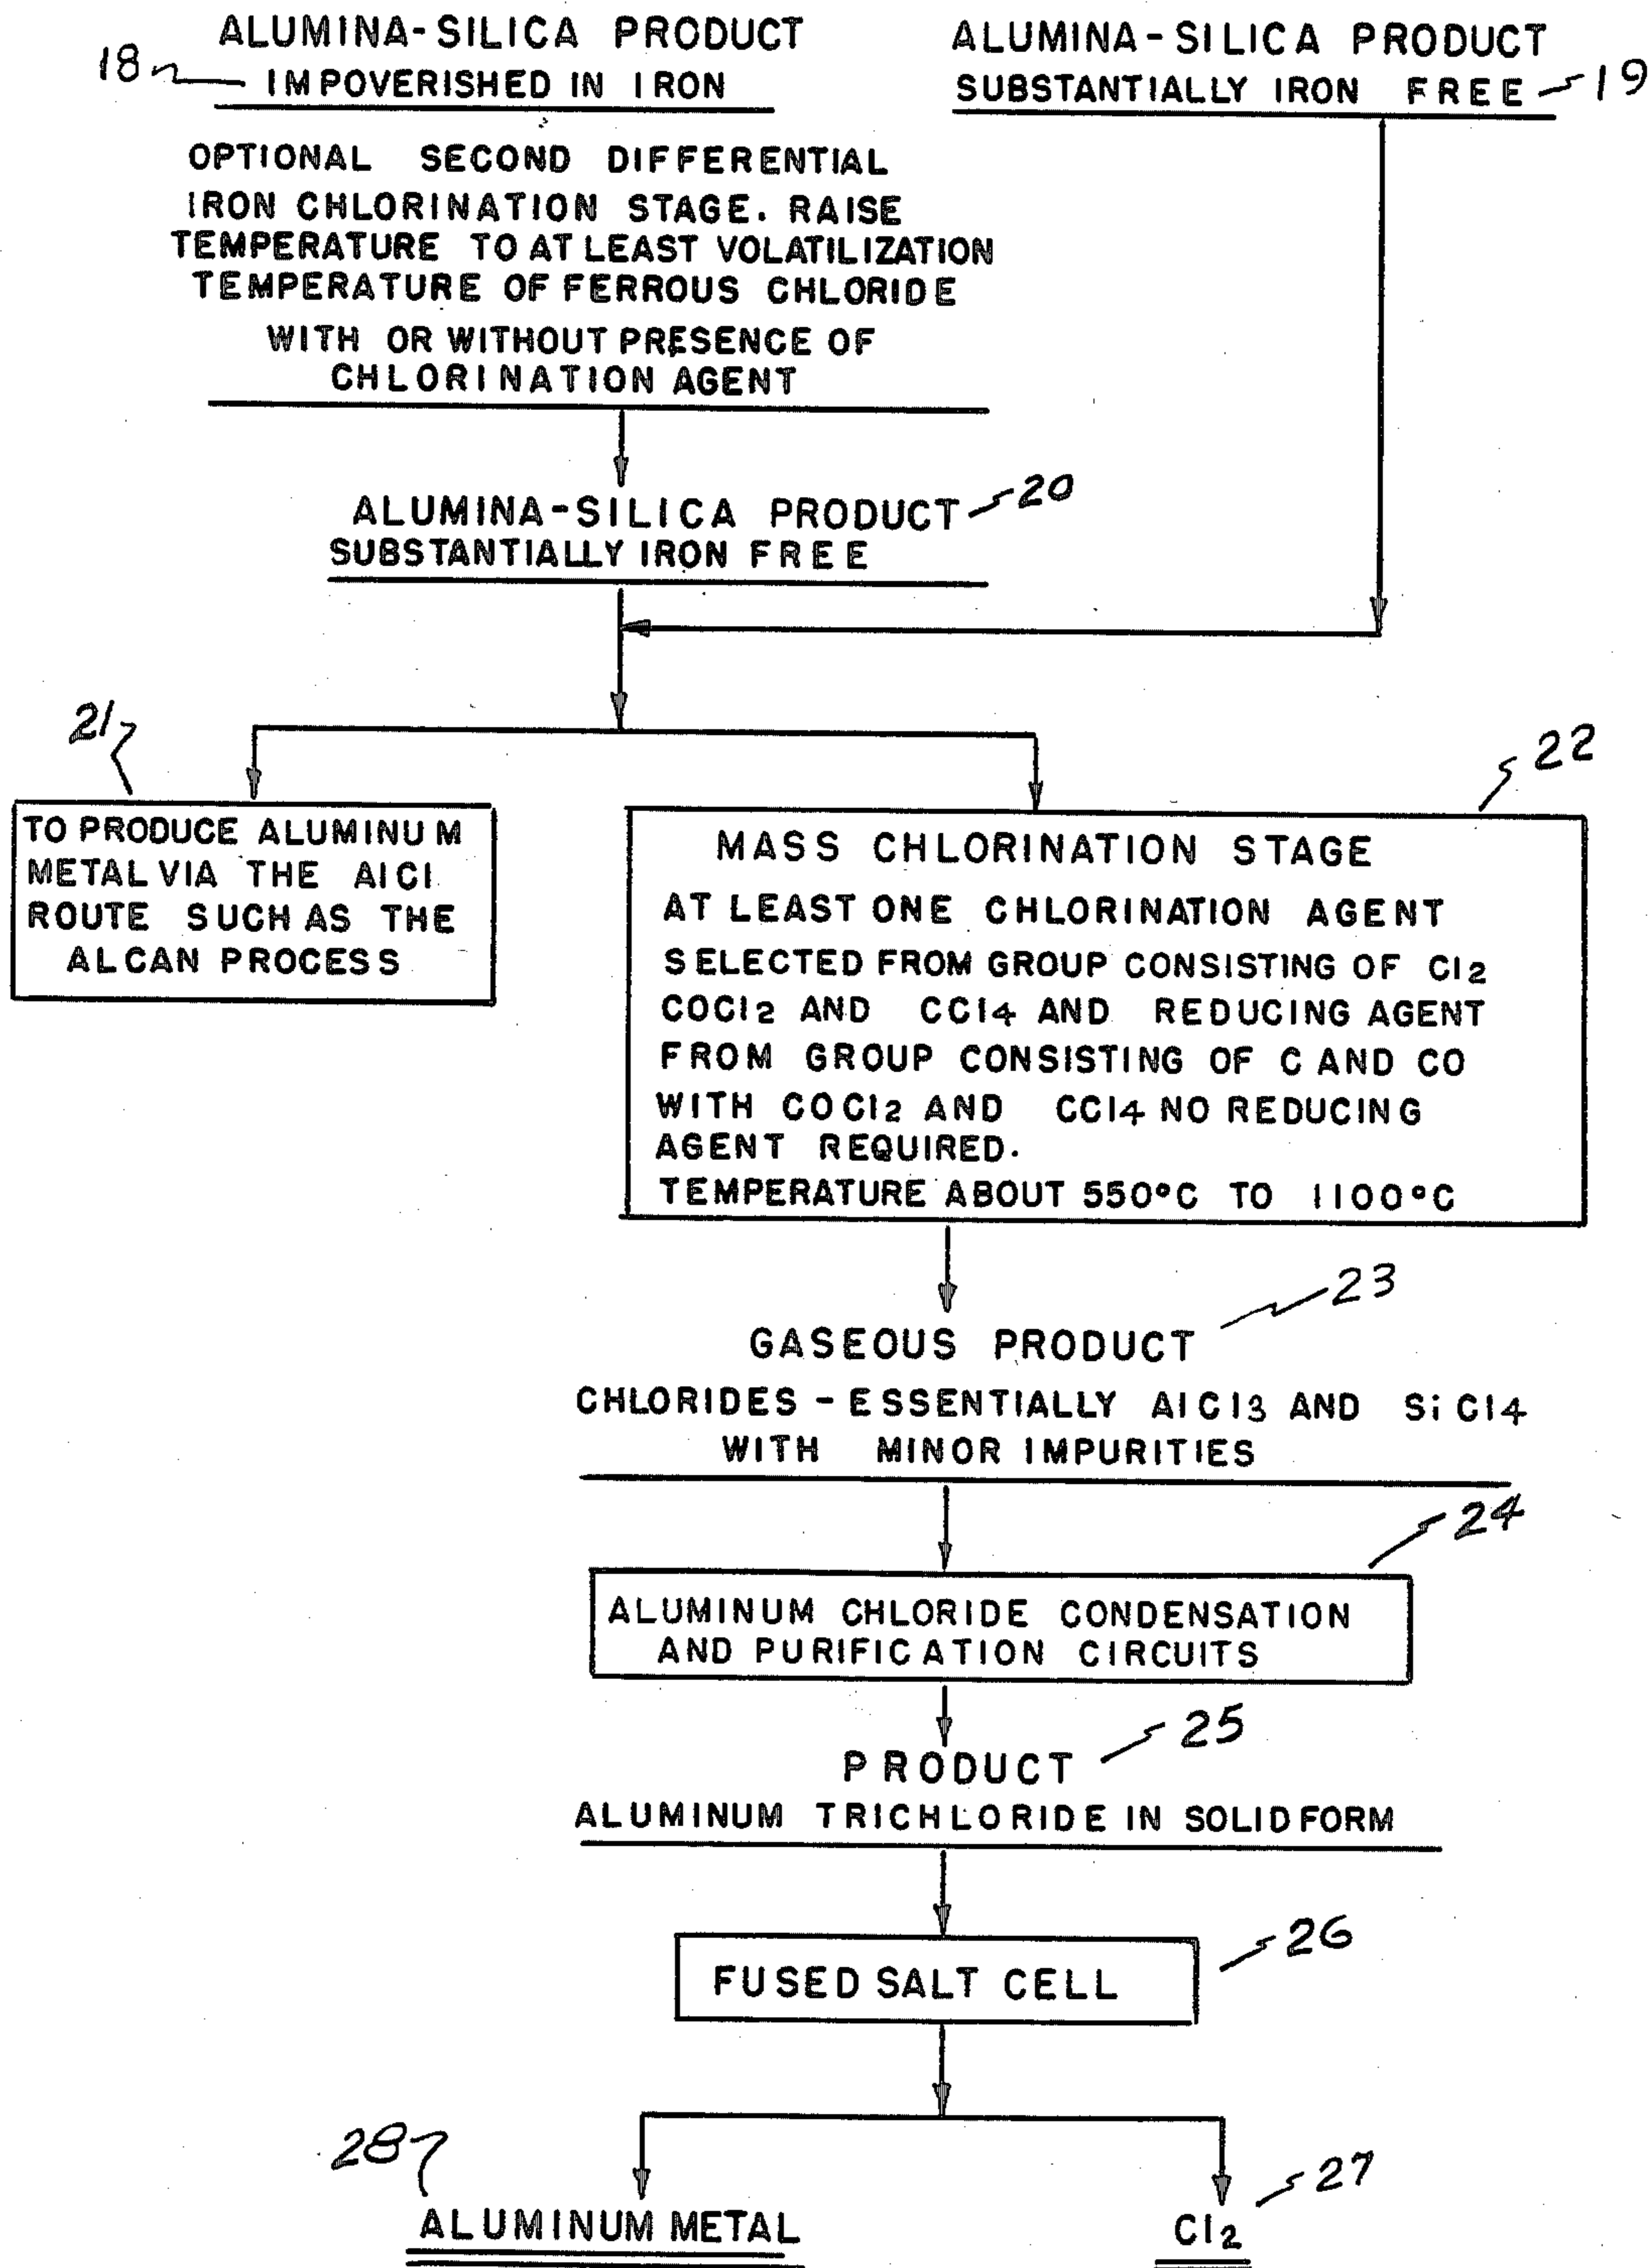 ALUMINA-SILICA PRODUCT
18 IMPOVERISHED IN IRON
ALUMINA-SILICA PRODUCT
SUBSTANTIALLY IRON FREE 19
OPTIONAL SECOND DIFFERENTIAL
IRON CHLORINATION STAGE. RAISE
TEMPERATURE TO AT LEAST VOLATILIZATION
TEMPERATURE OF FERROUS CHLORIDE
WITH OR WITHOUT PRESENCE OF
CHLORINATION AGENT
ALUMINA-SILICA PRODUCT 20
SUBSTANTIALLY IRON FREE
21
TO PRODUCE ALUMINUM
METAL VIA THE AlCl
ROUTE SUCH AS THE
ALCAN PROCESS
22
MASS CHLORINATION STAGE
AT LEAST ONE CHLORINATION AGENT
SELECTED FROM GROUP CONSISTING OF Cl2
COCl2 AND CCl4 AND REDUCING AGENT
FROM GROUP CONSISTING OF C AND CO
WITH COCl2 AND CCl4 NO REDUCING
AGENT REQUIRED.
TEMPERATURE ABOUT 550°C TO 1100°C
23
GASEOUS PRODUCT
CHLORIDES - ESSENTIALLY AlCl3 AND SiCl4
WITH MINOR IMPURITIES
24
ALUMINUM CHLORIDE CONDENSATION
AND PURIFICATION CIRCUITS
25
PRODUCT
ALUMINUM TRICHLORIDE IN SOLID FORM
26
FUSED SALT CELL
28
ALUMINUM METAL
27
Cl2